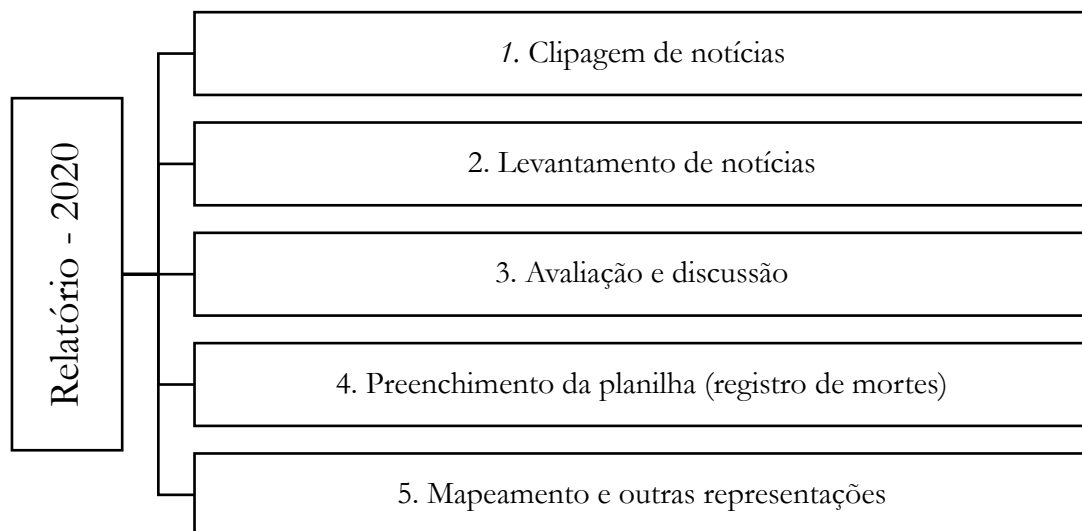 Relatório - 2020
1. Clipagem de notícias
2. Levantamento de notícias
3. Avaliação e discussão
4. Preenchimento da planilha (registro de mortes)
5. Mapeamento e outras representações